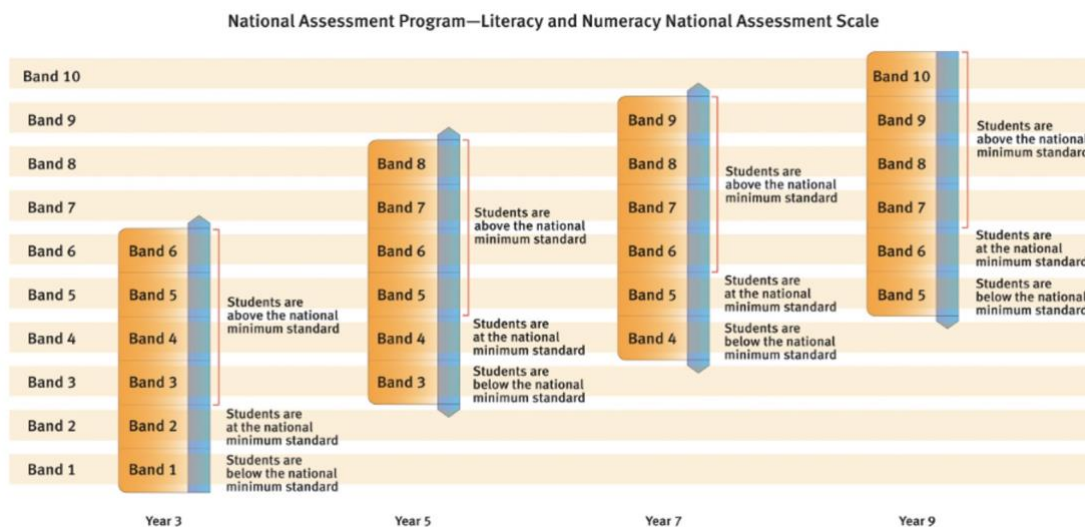 National Assessment Program—Literacy and Numeracy National Assessment Scale
Band 10
Band 9
Band 8
Band 7
Band 6
Band 5
Band 4
Band 3
Band 2
Band 1
Band 6
Band 5
Band 4
Band 3
Band 2
Band 1
Students are
above the national
minimum standard
Students are
at the national
minimum standard
Students are
below the national
minimum standard
Year 3
Band 8
Band 7
Band 6
Band 5
Band 4
Band 3
Students are
above the national
minimum standard
Students are
at the national
minimum standard
Students are
below the national
minimum standard
Year 5
Band 9
Band 8
Band 7
Band 6
Band 5
Band 4
Students are
above the national
minimum standard
Students are
at the national
minimum standard
Students are
below the national
minimum standard
Year 7
Band 10
Band 9
Band 8
Band 7
Band 6
Band 5
Students are
above the national
minimum standard
Students are
at the national
minimum standard
Students are
below the national
minimum standard
Year 9